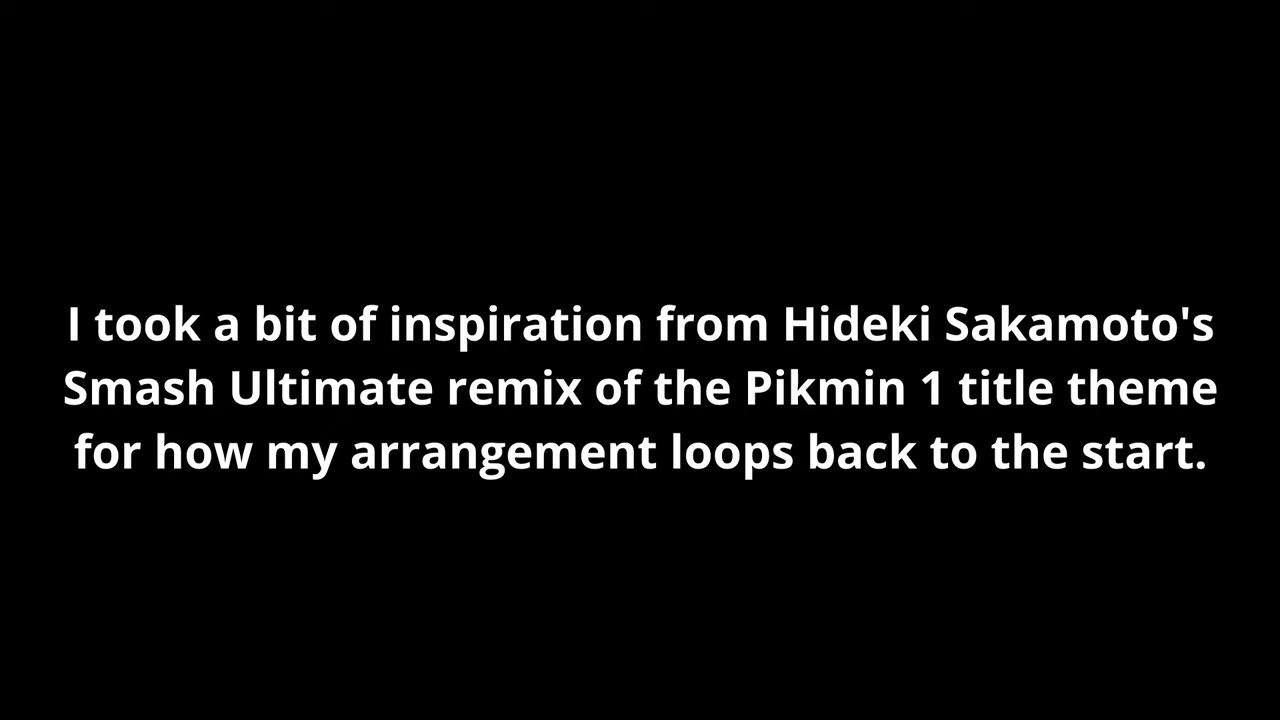 I took a bit of inspiration from Hideki Sakamoto's
Smash Ultimate remix of the Pikmin 1 title theme
for how my arrangement loops back to the start.